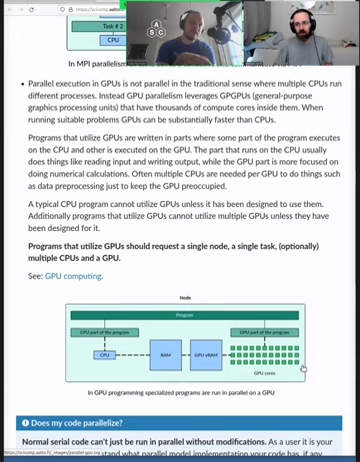 https://scicomp.aalto.fi
Task # 2
CPU
A
S C
In MPI parallelism
• Parallel execution in GPUs is not parallel in the traditional sense where multiple CPUs run
different processes. Instead GPU parallelism leverages GPGPUs (general-purpose
graphics processing units) that have thousands of compute cores inside them. When
running suitable problems GPUs can be substantially faster than CPUs.
Programs that utilize GPUs are written in parts where some part of the program executes
on the CPU and other is executed on the GPU. The part that runs on the CPU usually
does things like reading input and writing output, while the GPU part is more focused on
doing numerical calculations. Often multiple CPUs are needed per GPU to do things such
as data preprocessing just to keep the GPU preoccupied.
A typical CPU program cannot utilize GPUs unless it has been designed to use them.
Additionally programs that utilize GPUs cannot utilize multiple GPUs unless they have
been designed for it.
Programs that utilize GPUs should request a single node, a single task, (optionally)
multiple CPUs and a GPU.
See: GPU computing.
Node
Program
CPU part of the program
GPU part of the program
CPU
RAM
GPU vRAM
GPU cores
In GPU programming specialized programs are run in parallel on a GPU
Does my code parallelize?
Normal serial code can't just be run in parallel without modifications. As a user it is your
https://scicomp.aalto.fi/_images/parallel-gpu.svg
stand what parallel model implementation your code has, if any.